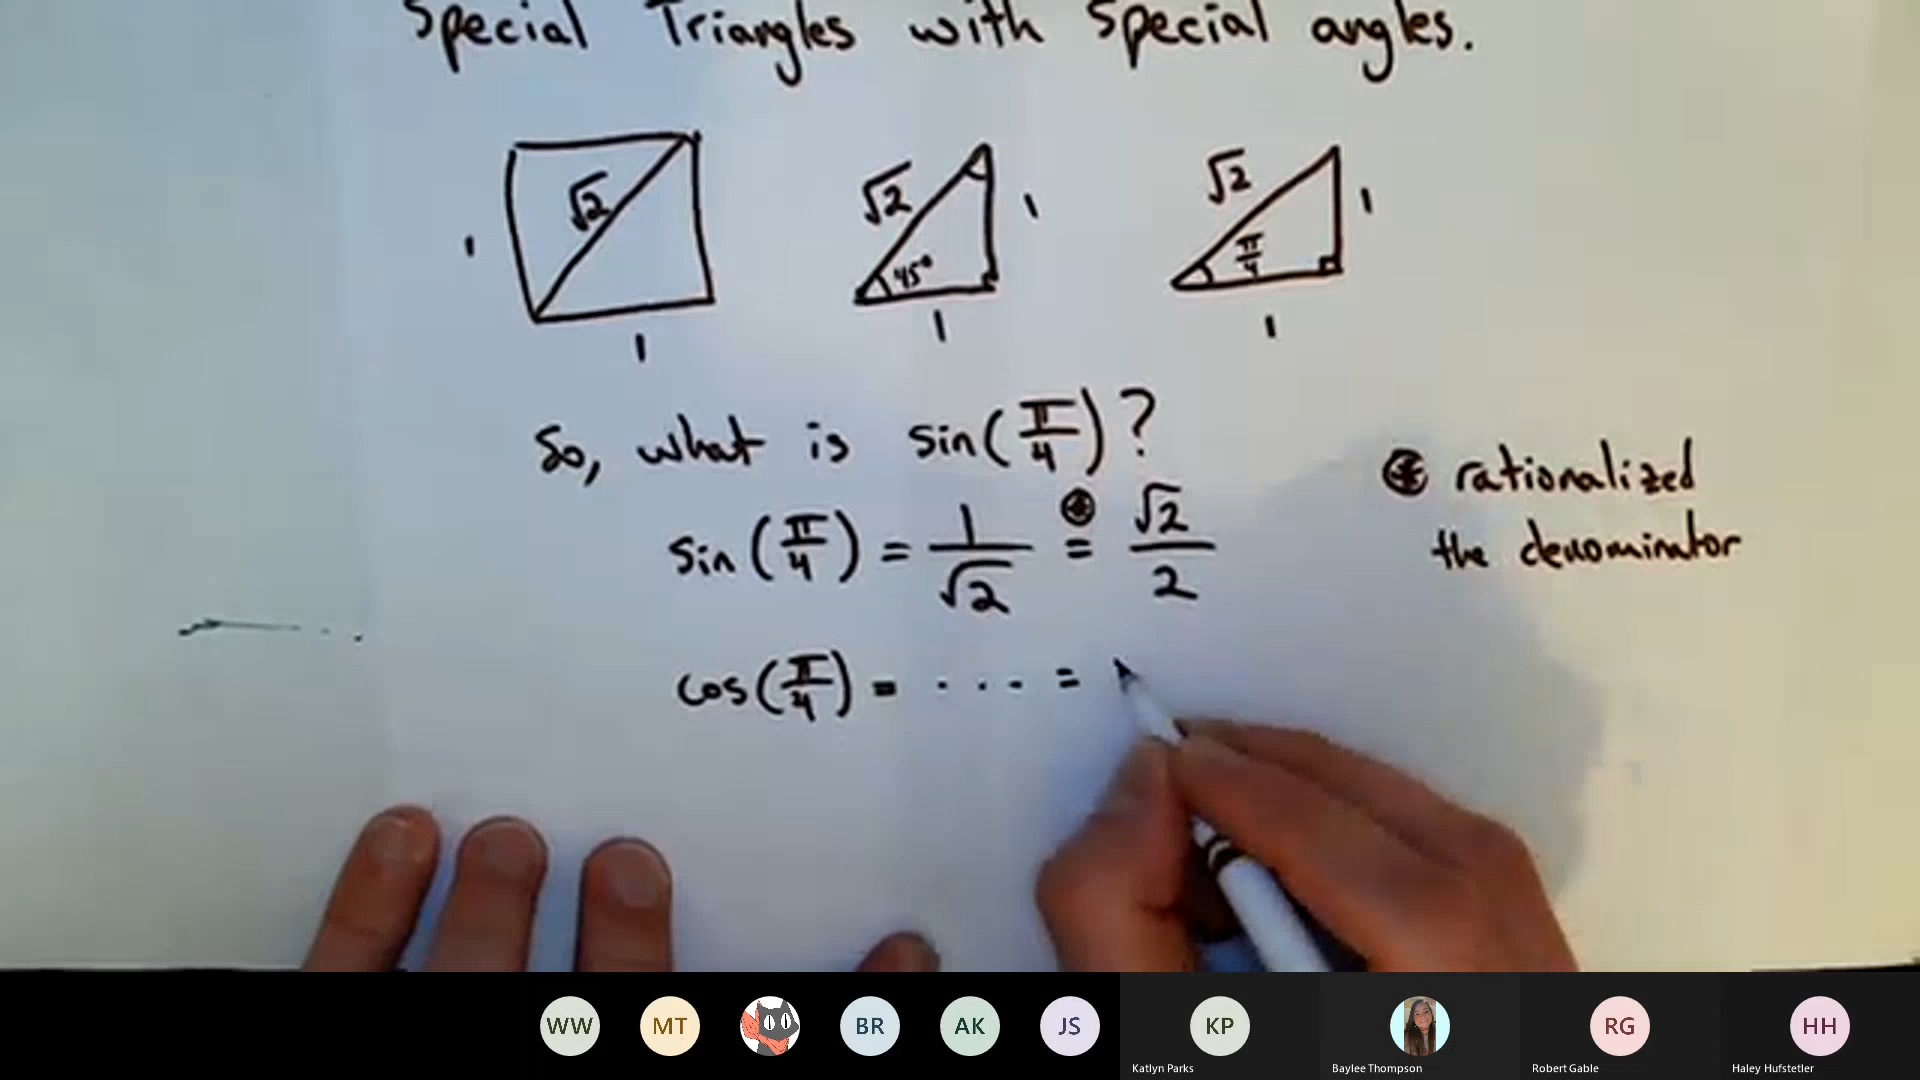 Special Triangles with Special angles.
√2
1
1
√2
45°
1
1
√2
π/4
1
1
So, what is sin(π/4)?
sin(π/4) = 1/√2 ⊛= √2/2
⊛ rationalized
the denominator
cos(π/4) = . . . =
WW
MT
BR
AK
JS
KP
RG
HH
Katlyn Parks
Baylee Thompson
Robert Gable
Haley Hufstetler